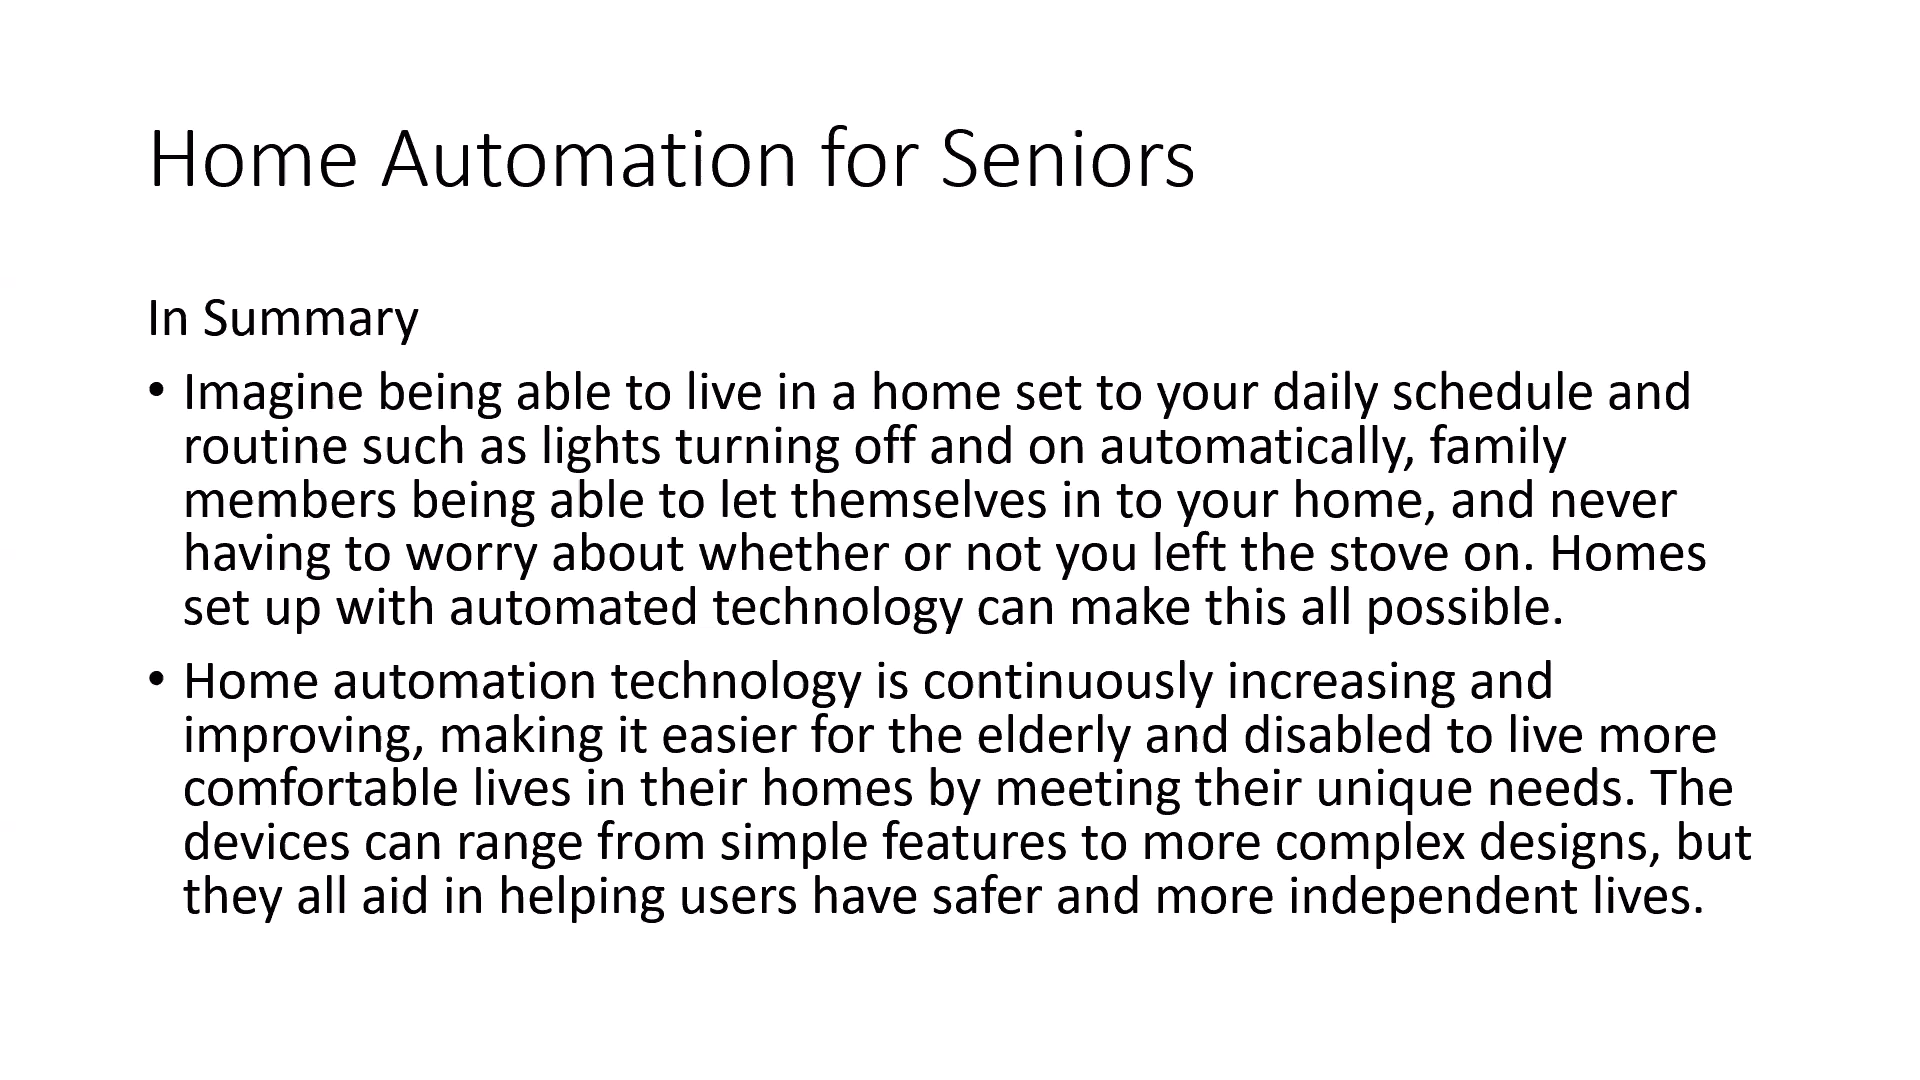 Home Automation for Seniors
In Summary
• Imagine being able to live in a home set to your daily schedule and
routine such as lights turning off and on automatically, family
members being able to let themselves in to your home, and never
having to worry about whether or not you left the stove on. Homes
set up with automated technology can make this all possible.
• Home automation technology is continuously increasing and
improving, making it easier for the elderly and disabled to live more
comfortable lives in their homes by meeting their unique needs. The
devices can range from simple features to more complex designs, but
they all aid in helping users have safer and more independent lives.